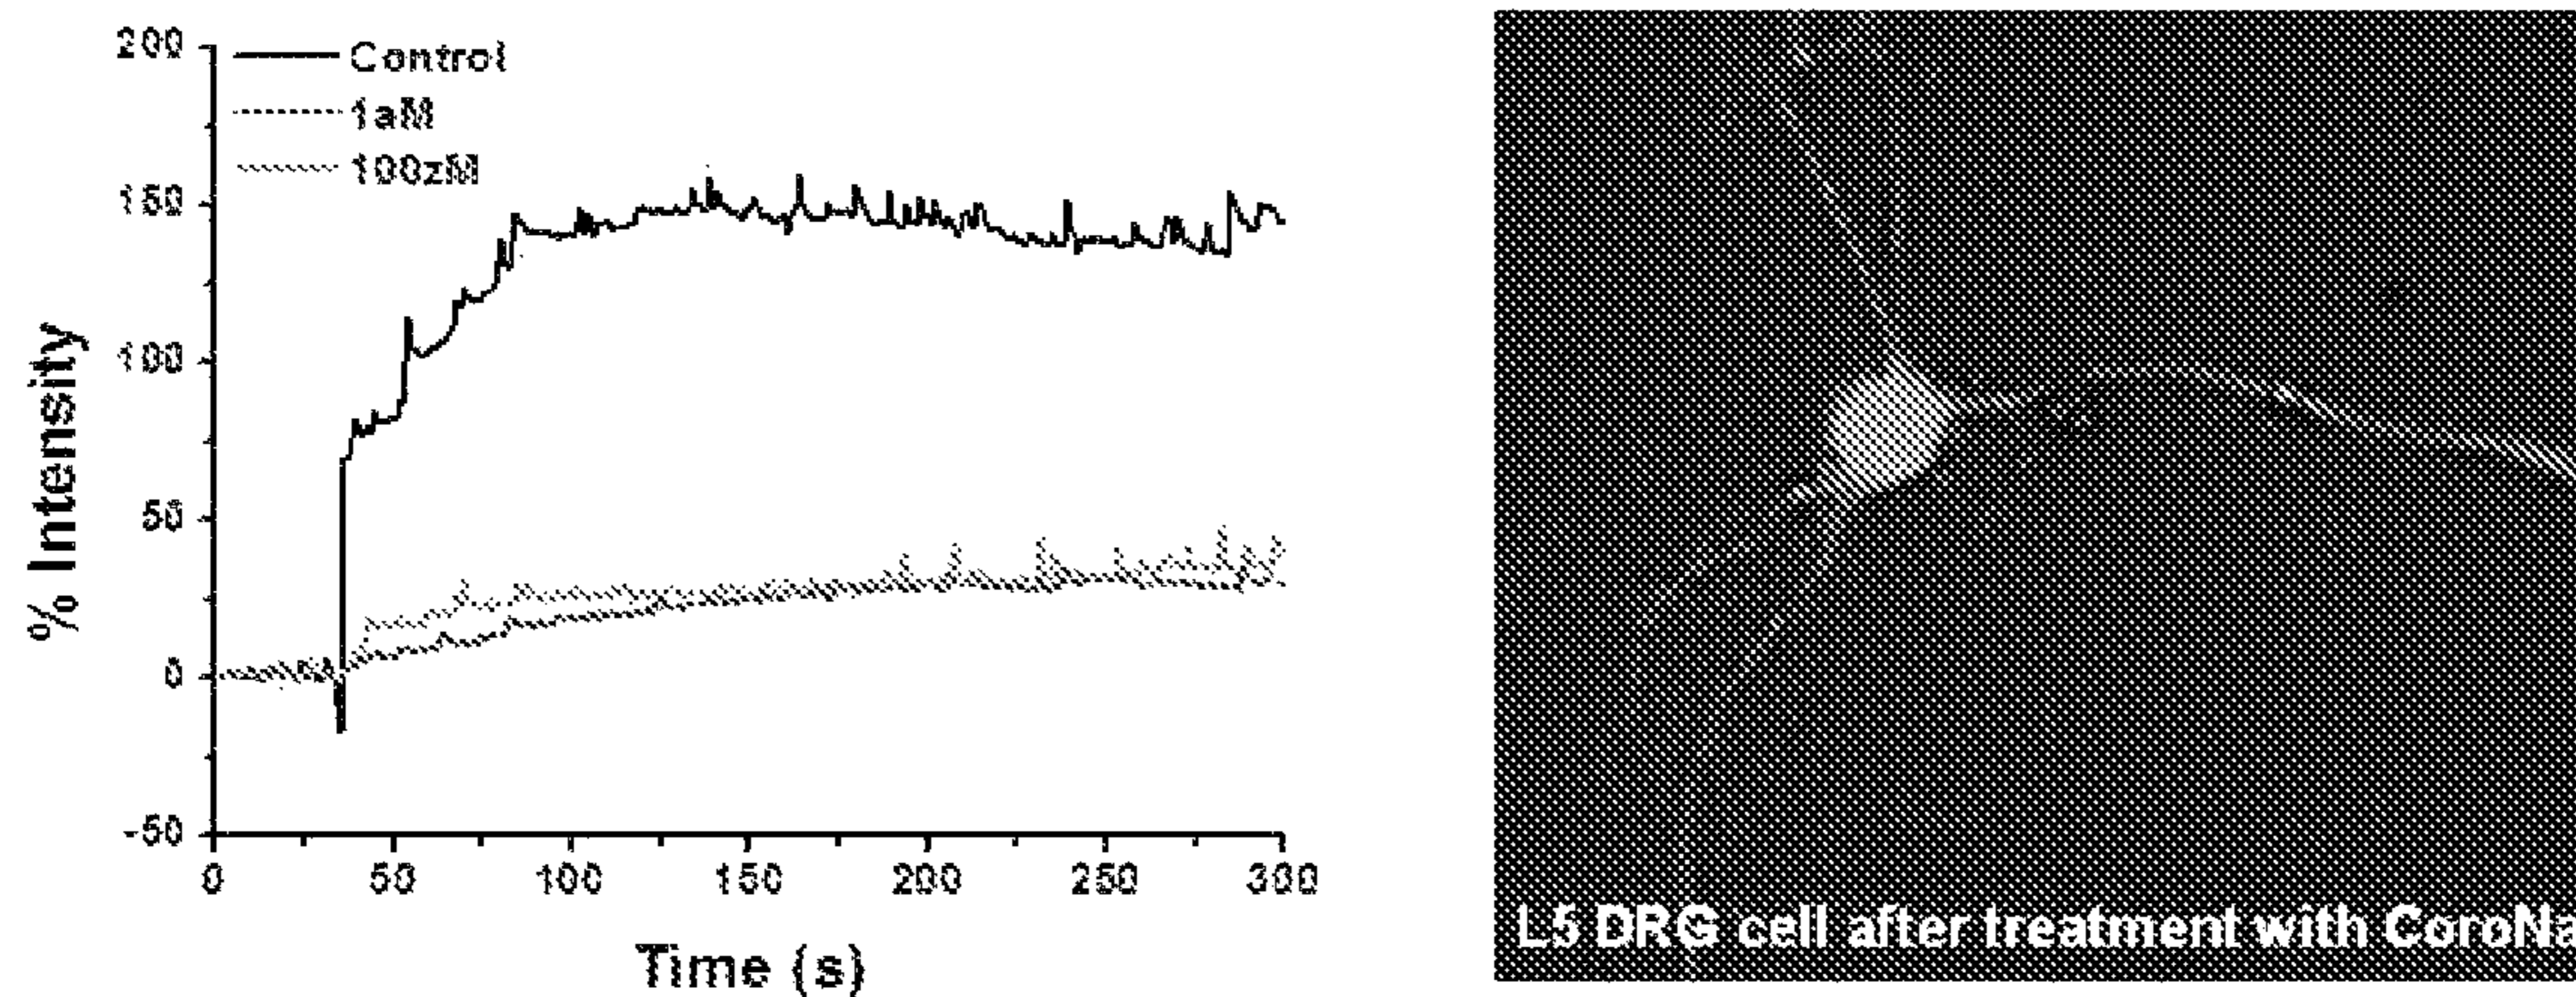 200
150
100
50
0
-50
% Intensity
Control
1aM
100zM
0 50 100 150 200 250 300
Time (s)
L5 DRG cell after treatment with CoroNa